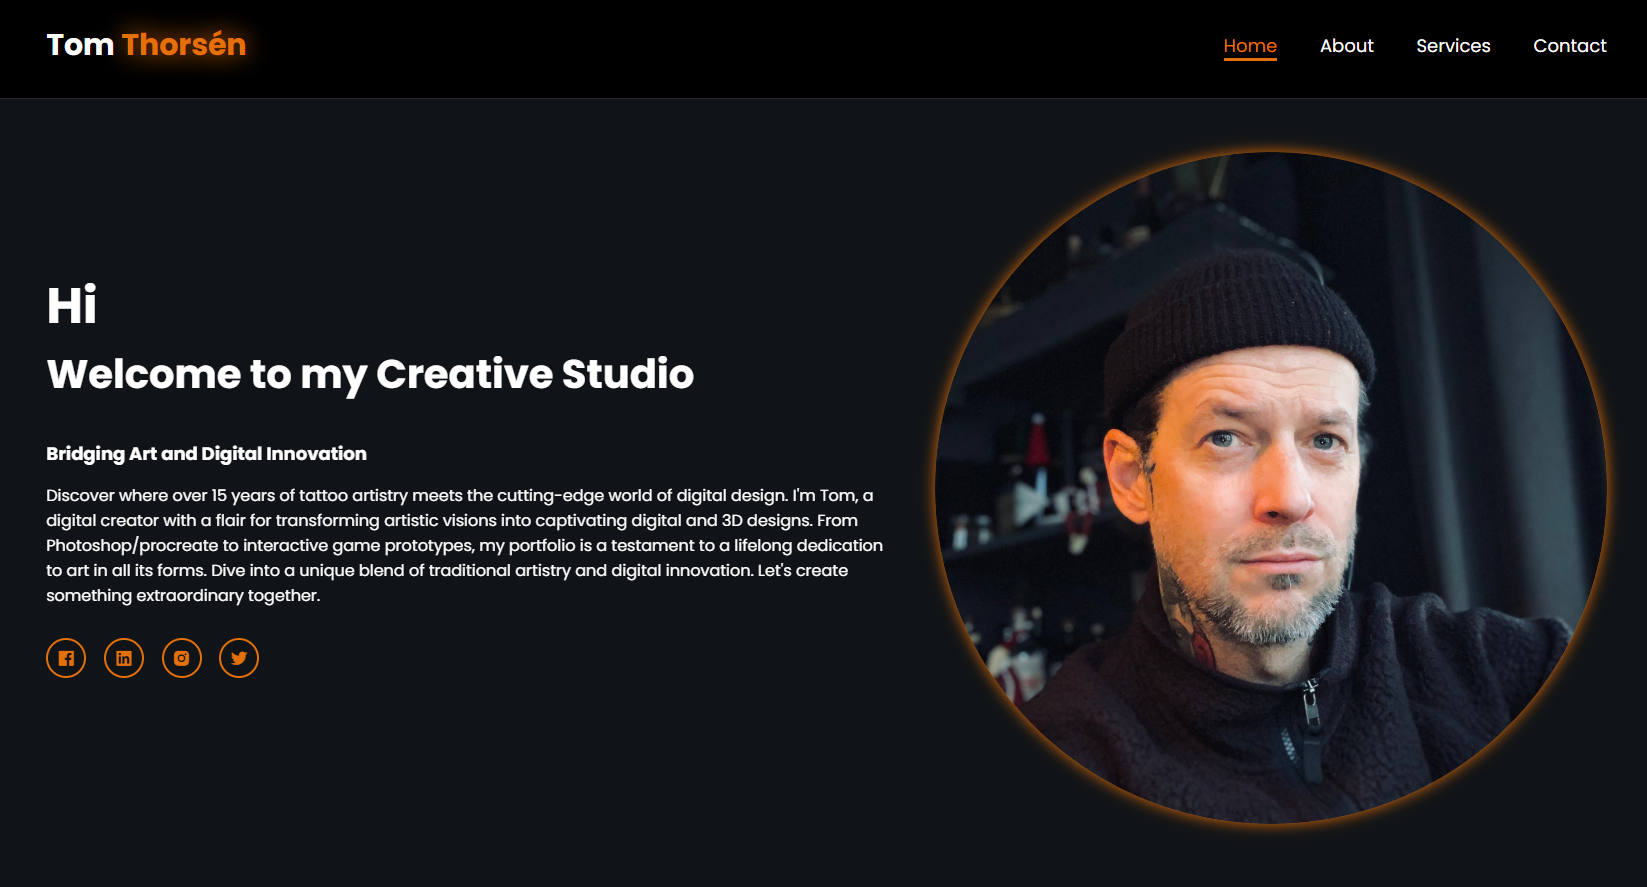 Tom Thorsén
Home About Services Contact
Hi
Welcome to my Creative Studio
Bridging Art and Digital Innovation
Discover where over 15 years of tattoo artistry meets the cutting-edge world of digital design. I'm Tom, a
digital creator with a flair for transforming artistic visions into captivating digital and 3D designs. From
Photoshop/procreate to interactive game prototypes, my portfolio is a testament to a lifelong dedication
to art in all its forms. Dive into a unique blend of traditional artistry and digital innovation. Let's create
something extraordinary together.